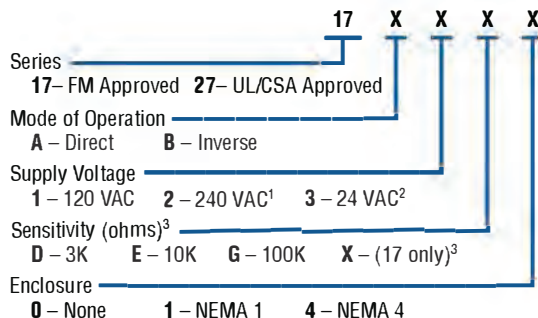 17 X X X X
Series
17– FM Approved 27– UL/CSA Approved
Mode of Operation
A – Direct B – Inverse
Supply Voltage
1 – 120 VAC 2 – 240 VAC¹ 3 – 24 VAC²
Sensitivity (ohms)³
D – 3K E – 10K G – 100K X – (17 only)³
Enclosure
0 – None 1 – NEMA 1 4 – NEMA 4